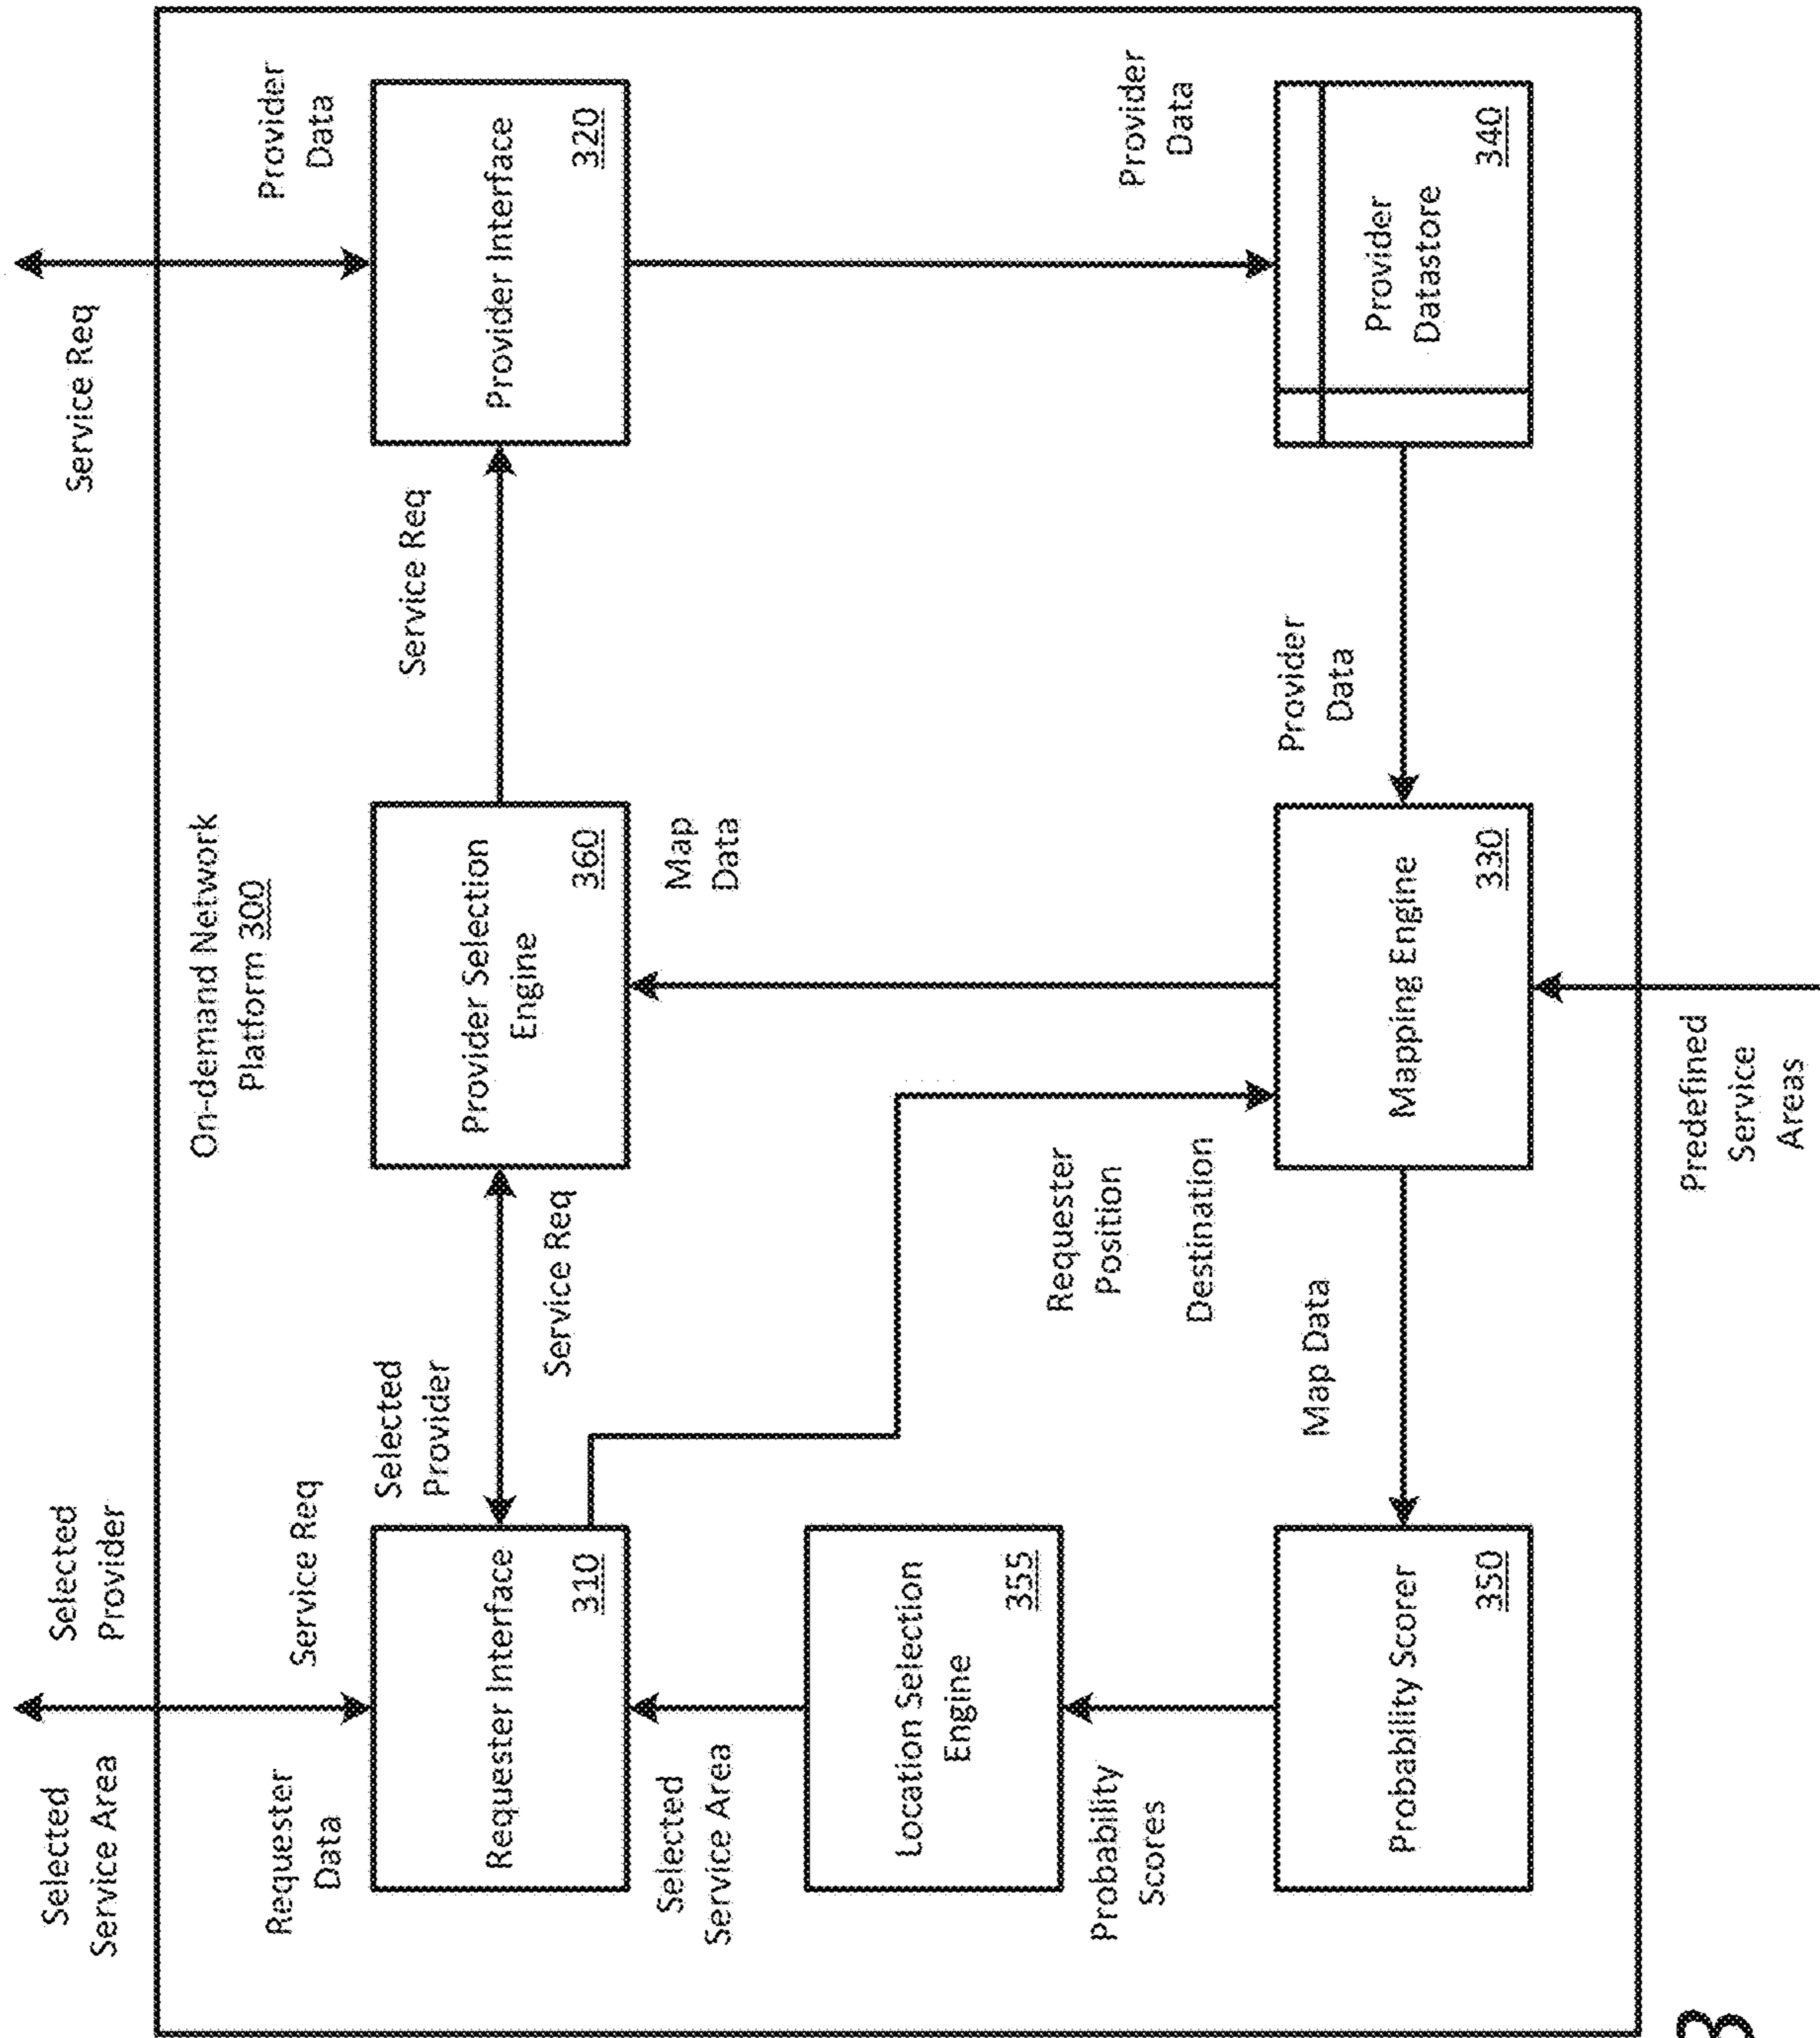 Selected
Service Area
Selected
Provider
Service Req
On-demand Network
Platform 300
Requester
Data
Service Req
Provider
Data
Requester Interface
310
Selected
Provider
Service Req
Provider Selection
Engine
360
Service Req
Provider Interface
320
Selected
Service Area
Map
Data
Location Selection
Engine
355
Requester
Position
Destination
Probability
Scores
Provider
Data
Probability Scorer
350
Map Data
Mapping Engine
330
Provider
Data
Provider
Datastore
340
Predefined
Service
Areas
3